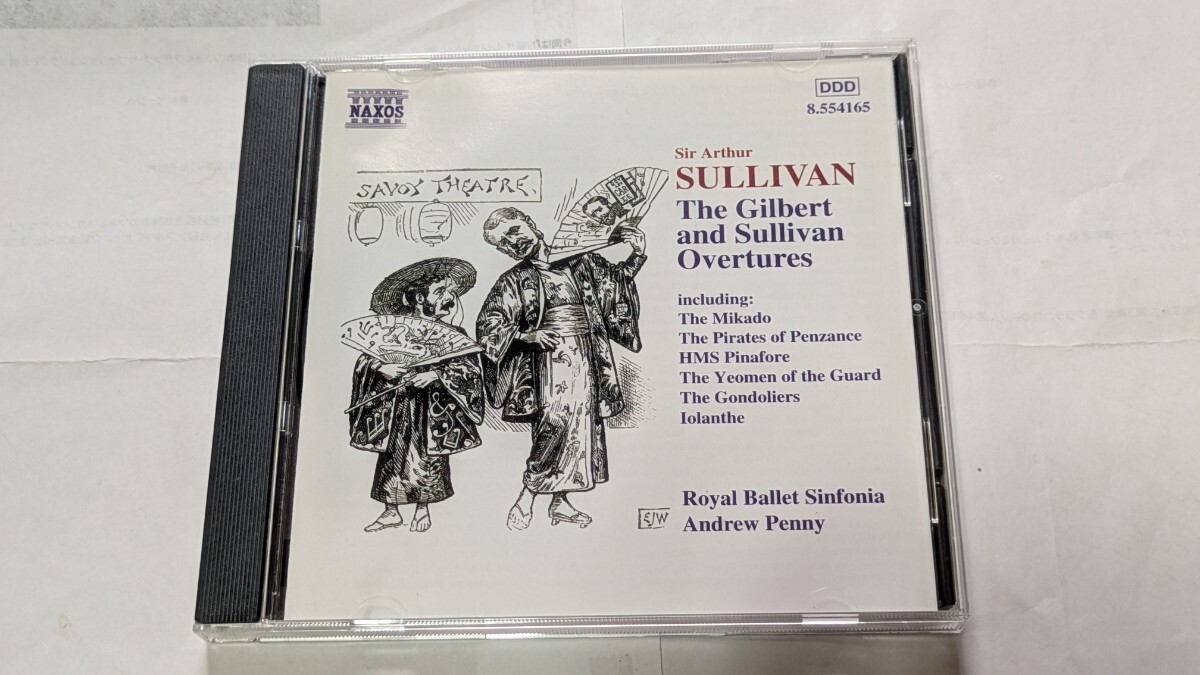 NAXOS
DDD
8.554165
SAVOY THEATRE.
Sir Arthur
SULLIVAN
The Gilbert
and Sullivan
Overtures
including:
The Mikado
The Pirates of Penzance
HMS Pinafore
The Yeomen of the Guard
The Gondoliers
Iolanthe
Royal Ballet Sinfonia
Andrew Penny
EJW